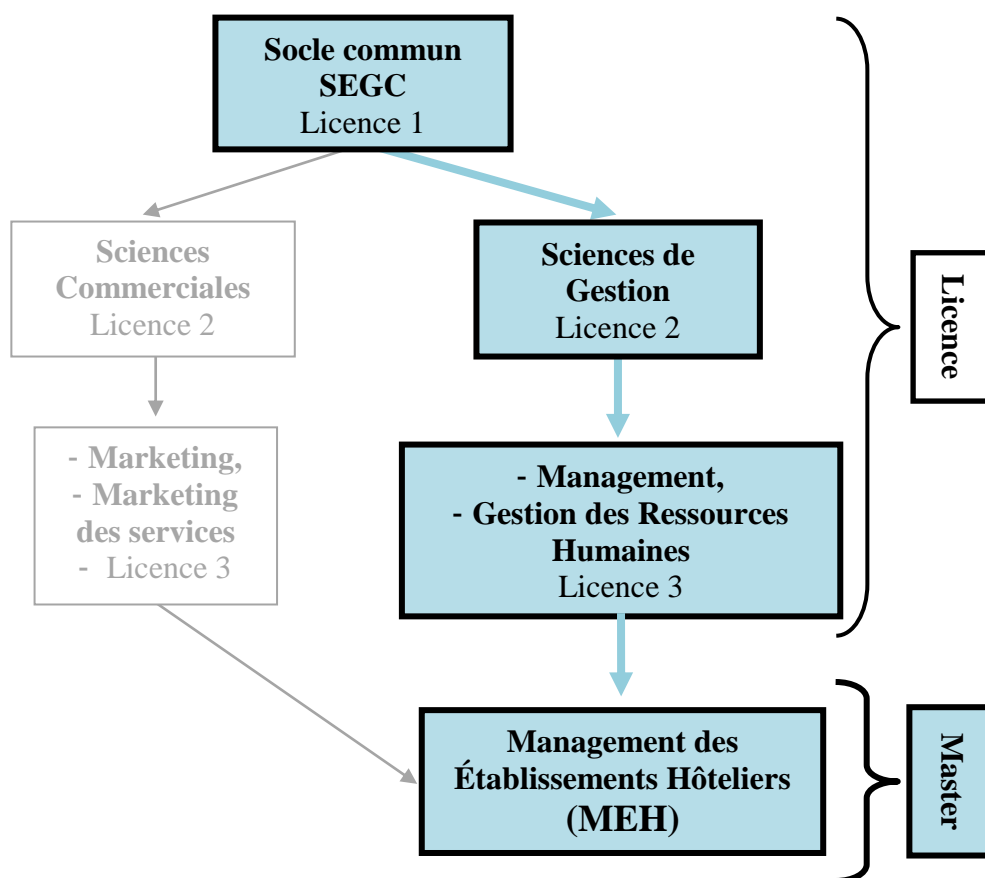 Socle commun
SEGC
Licence 1
Sciences
Commerciales
Licence 2
Sciences de
Gestion
Licence 2
Licence
- Marketing,
- Marketing
des services
- Licence 3
- Management,
- Gestion des Ressources
Humaines
Licence 3
Management des
Établissements Hôteliers
(MEH)
Master